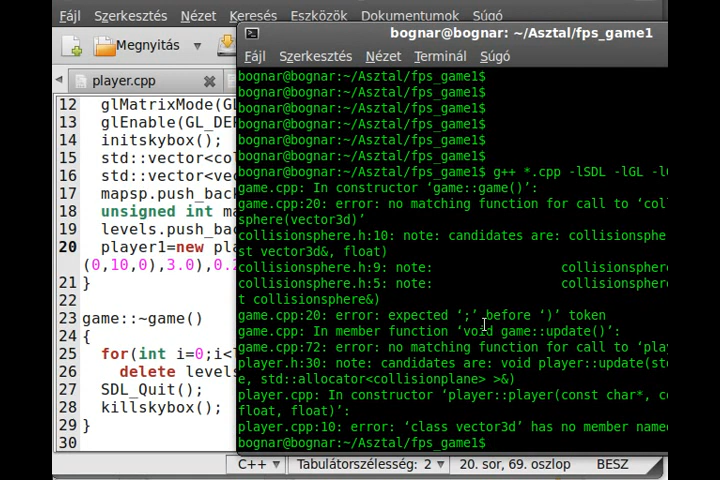 Fájl Szerkesztés Nézet Keresés Eszközök Dokumentumok Súgó
bognar@bognar: ~/Asztal/fps_game1
Megnyitás
Fájl Szerkesztés Nézet Terminál Súgó
player.cpp
12 glMatrixMode(GL
13 glEnable(GL_DE
14 initskybox();
15 std::vector<co
16 std::vector<vec
17 mapsp.push_bac
18 unsigned int ma
19 levels.push_bac
20 player1=new pla
(0,10,0),3.0),0.2
21 }
22
23 game::~game()
24 {
25 for(int i=0;i<l
26 delete levels
27 SDL_Quit();
28 killskybox();
29 }
30
bognar@bognar:~/Asztal/fps_game1$
bognar@bognar:~/Asztal/fps_game1$
bognar@bognar:~/Asztal/fps_game1$
bognar@bognar:~/Asztal/fps_game1$
bognar@bognar:~/Asztal/fps_game1$
bognar@bognar:~/Asztal/fps_game1$
bognar@bognar:~/Asztal/fps_game1$ g++ *.cpp -lSDL -lGL -lG
game.cpp: In constructor ‘game::game()’:
game.cpp:20: error: no matching function for call to ‘coll
sphere(vector3d)’
collisionsphere.h:10: note: candidates are: collisionsphe
st vector3d&, float)
collisionsphere.h:9: note: collisionsphere
collisionsphere.h:5: note: collisionsphere
t collisionsphere&)
game.cpp:20: error: expected ‘;’ before ‘)’ token
game.cpp: In member function ‘void game::update()’:
game.cpp:72: error: no matching function for call to ‘play
player.h:30: note: candidates are: void player::update(std
e, std::allocator<collisionplane> >&)
player.cpp: In constructor ‘player::player(const char*, co
float, float)’:
player.cpp:10: error: ‘class vector3d’ has no member named
bognar@bognar:~/Asztal/fps_game1$
C++ Tabulátorszélesség: 2 20. sor, 69. oszlop BESZ